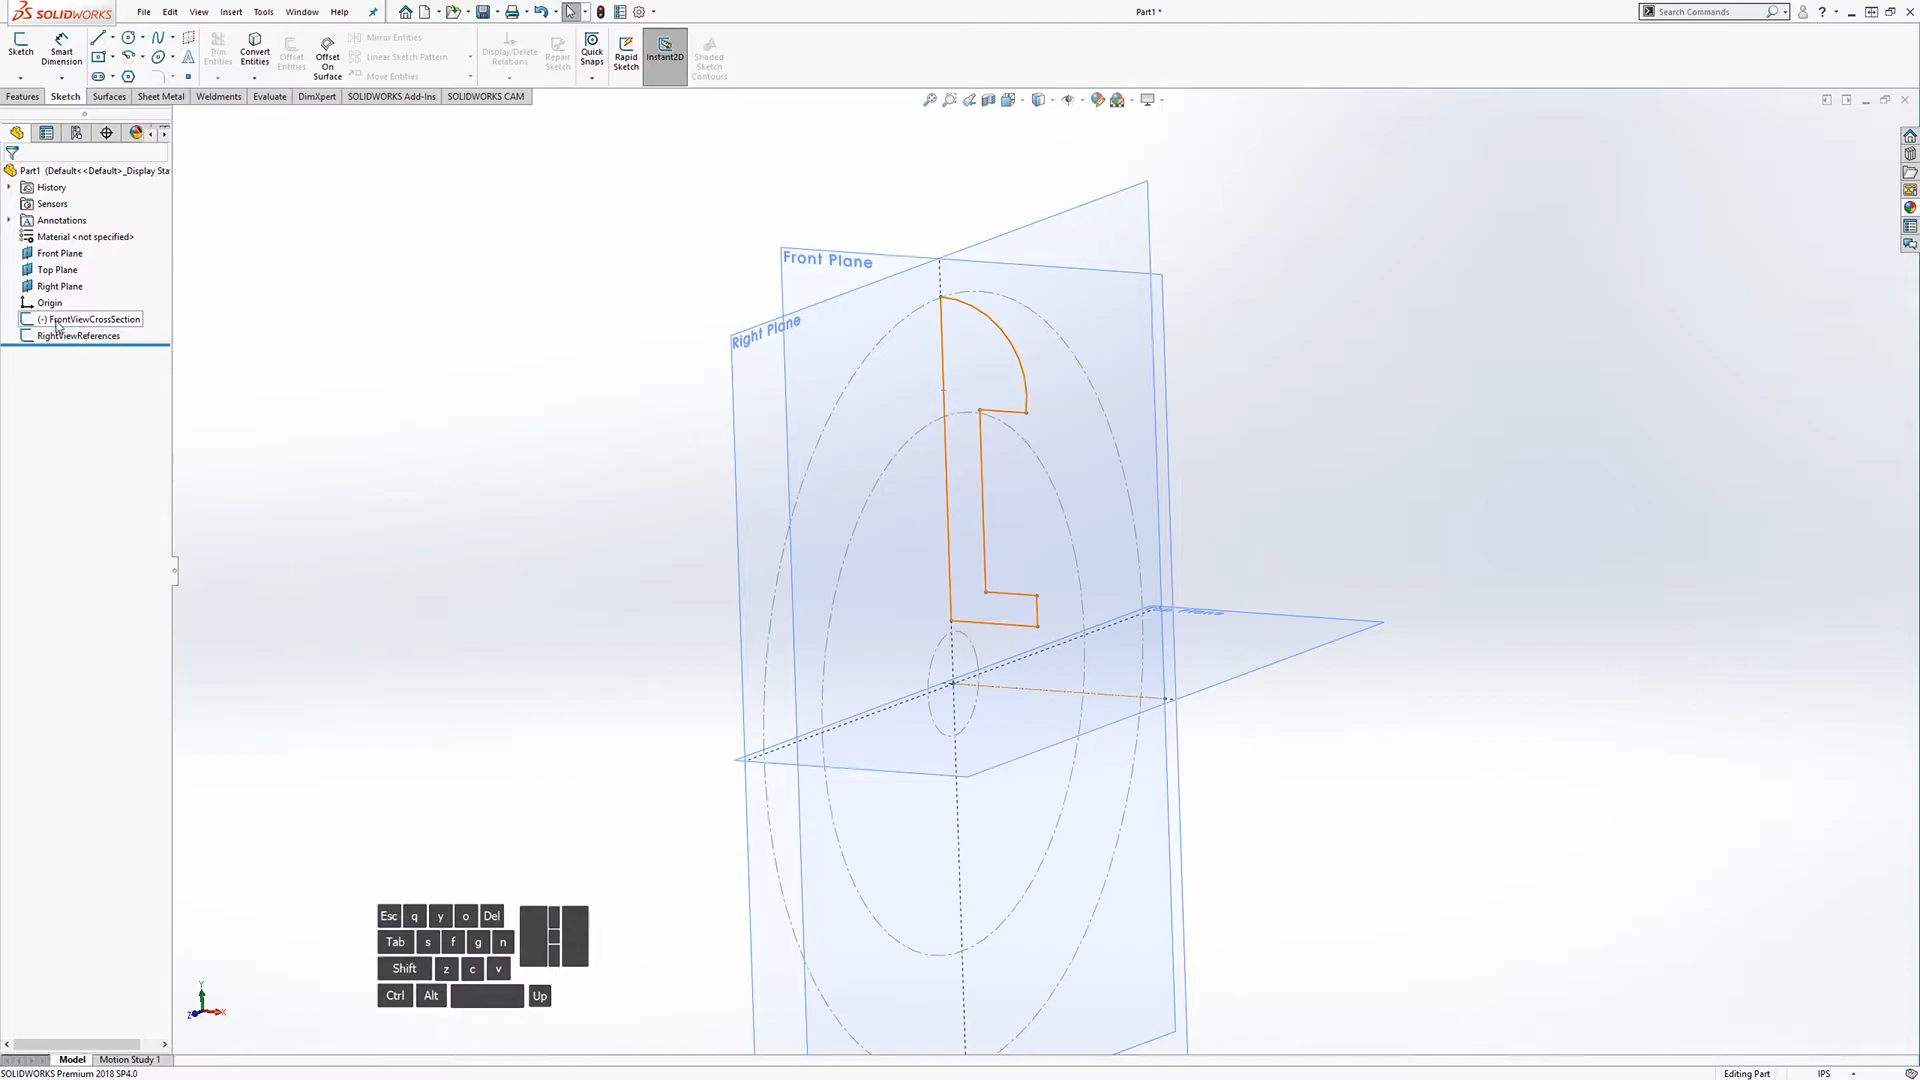 SOLIDWORKS
File Edit View Insert Tools Window Help
Part1 *
Search Commands
Sketch
Smart Dimension
Trim Entities
Convert Entities
Offset Entities
Offset On Surface
Mirror Entities
Linear Sketch Pattern
Move Entities
Display/Delete Relations
Repair Sketch
Quick Snaps
Rapid Sketch
Instant2D
Shaded Sketch Contours
Features Sketch Surfaces Sheet Metal Weldments Evaluate DimXpert SOLIDWORKS Add-Ins SOLIDWORKS CAM
Part1 (Default<<Default>_Display Sta
History
Sensors
Annotations
Material <not specified>
Front Plane
Top Plane
Right Plane
Origin
(-) FrontViewCrossSection
RightViewReferences
Front Plane
Right Plane
Top Plane
Esc q y o Del
Tab s f g n
Shift z c v
Ctrl Alt Up
Y
Z X
Model Motion Study 1
SOLIDWORKS Premium 2018 SP4.0
Editing Part
IPS